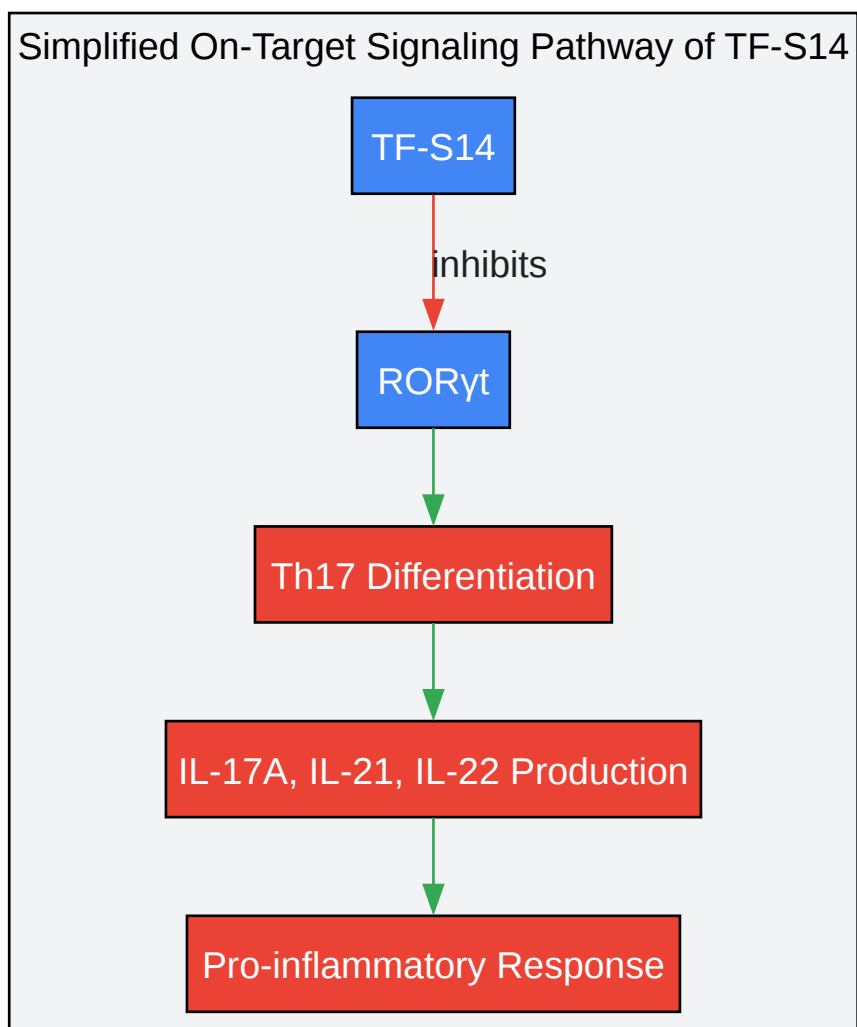 Simplified On-Target Signaling Pathway of TF-S14
TF-S14
inhibits
RORγt
Th17 Differentiation
IL-17A, IL-21, IL-22 Production
Pro-inflammatory Response